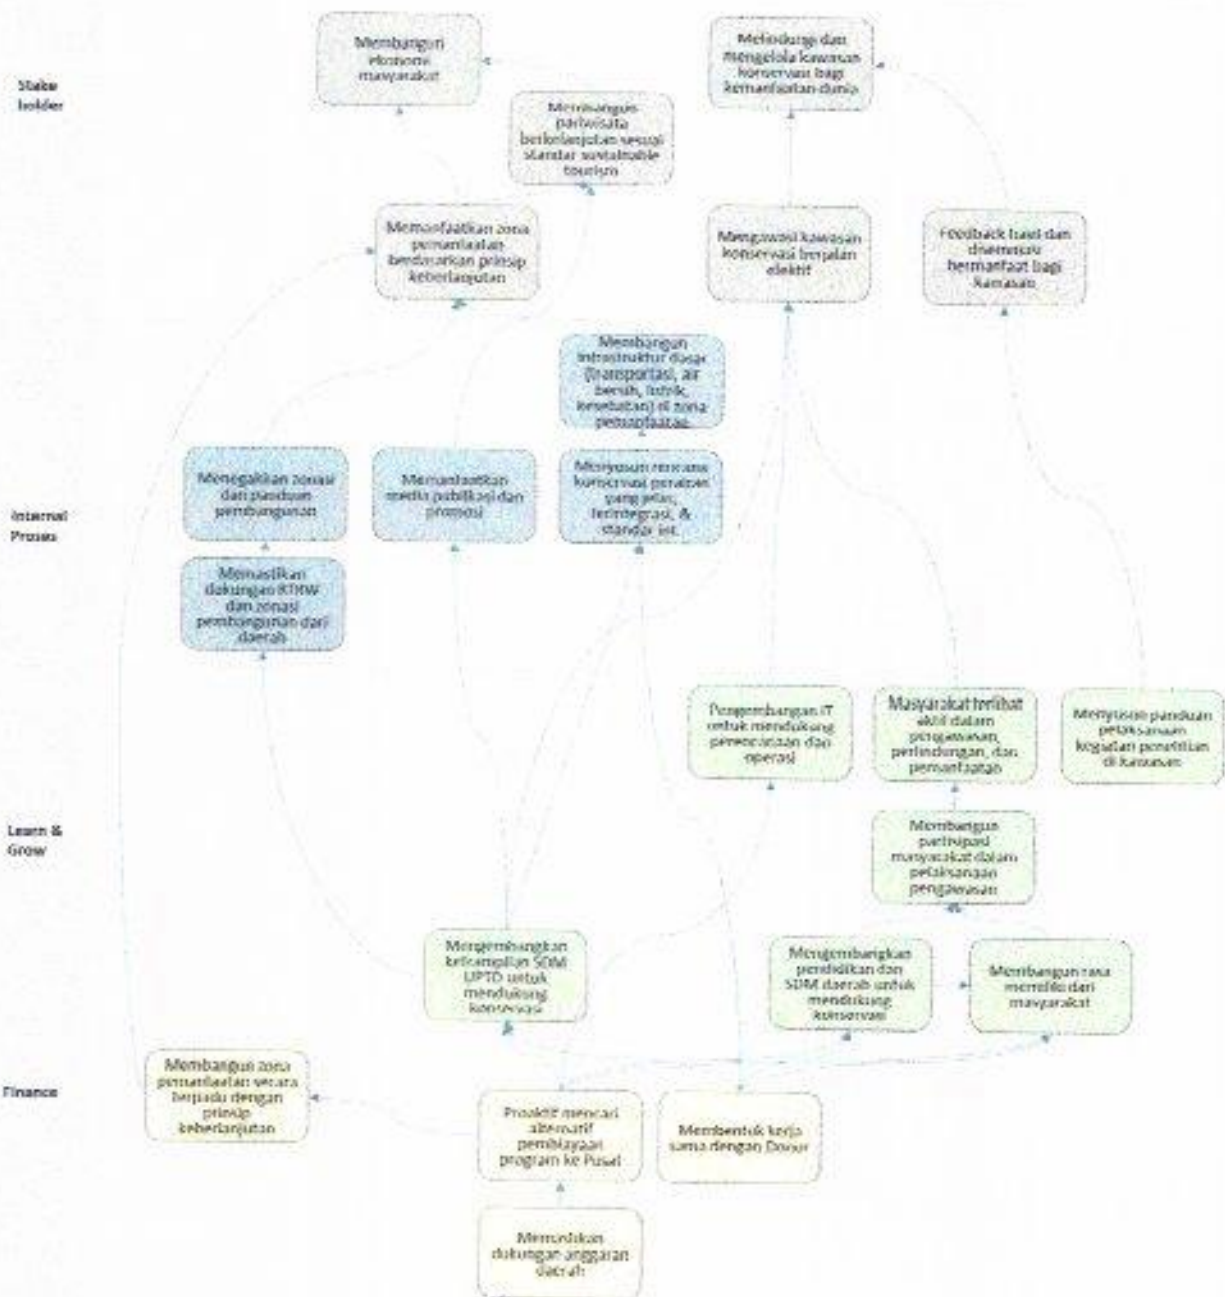 Stake
holder
Membangun
ekonomi
masyarakat
Melindungi dan
mengelola kawasan
konservasi bagi
kemanfaatan dunia
Membangun
pariwisata
berkelanjutan sesuai
standar sustainable
tourism
Memanfaatkan zona
pemanfaatan
berdasarkan prinsip
keberlanjutan
Mengawasi kawasan
konservasi berjalan
efektif
Feedback hasil dan
diseminasi
bermanfaat bagi
kawasan
Internal
Proses
Membangun
infrastruktur dasar
(transportasi, air
bersih, listrik,
kesehatan) di zona
pemanfaatan
Menegakkan zonasi
dan panduan
pembangunan
Memanfaatkan
media publikasi dan
promosi
Menyusun rencana
konservasi perairan
yang jelas,
terintegrasi, &
standar int.
Memastikan
dukungan RTRW
dan zonasi
pembangunan dari
daerah
Learn &
Grow
Pengembangan IT
untuk mendukung
perencanaan dan
operasi
Masyarakat terlibat
aktif dalam
pengawasan,
perlindungan, dan
pemanfaatan
Menyusun panduan
pelaksanaan
kegiatan penelitian
di kawasan
Membangun
partisipasi
masyarakat dalam
pelaksanaan
pengawasan
Mengembangkan
ketrampilan SDM
UPTD untuk
mendukung
konservasi
Mengembangkan
pendidikan dan
SDM daerah untuk
mendukung
konservasi
Membangun rasa
memiliki dari
masyarakat
Finance
Membangun zona
pemanfaatan secara
terpadu dengan
prinsip
keberlanjutan
Proaktif mencari
alternatif
pembiayaan
program ke Pusat
Membentuk kerja
sama dengan Donor
Memastikan
dukungan anggaran
daerah